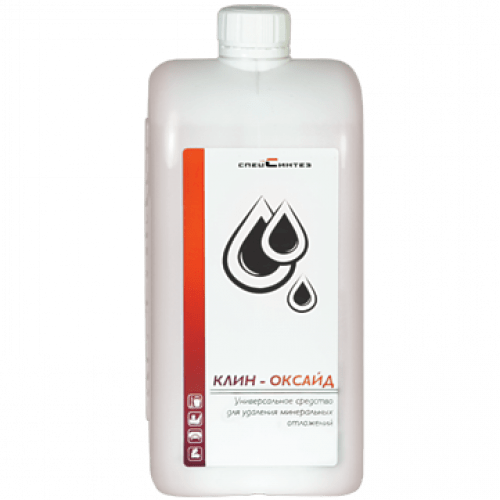 СПЕЦСИНТЕЗ
КЛИН - ОКСАЙД
Универсальное средство
для удаления минеральных
отложений